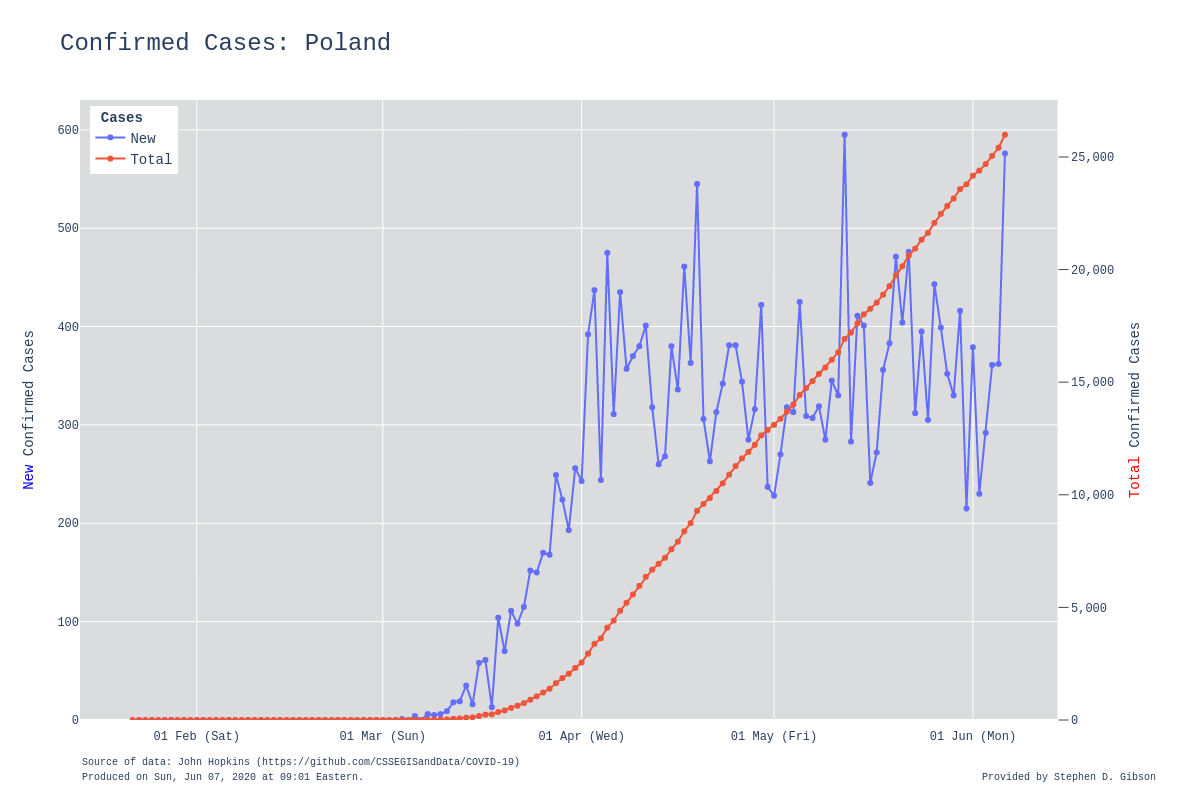 Confirmed Cases: Poland
Cases
New
Total
600
500
400
300
200
100
0
25,000
20,000
15,000
10,000
5,000
0
New Confirmed Cases
Total Confirmed Cases
01 Feb (Sat)
01 Mar (Sun)
01 Apr (Wed)
01 May (Fri)
01 Jun (Mon)
Source of data: John Hopkins (https://github.com/CSSEGISandData/COVID-19)
Produced on Sun, Jun 07, 2020 at 09:01 Eastern.
Provided by Stephen D. Gibson